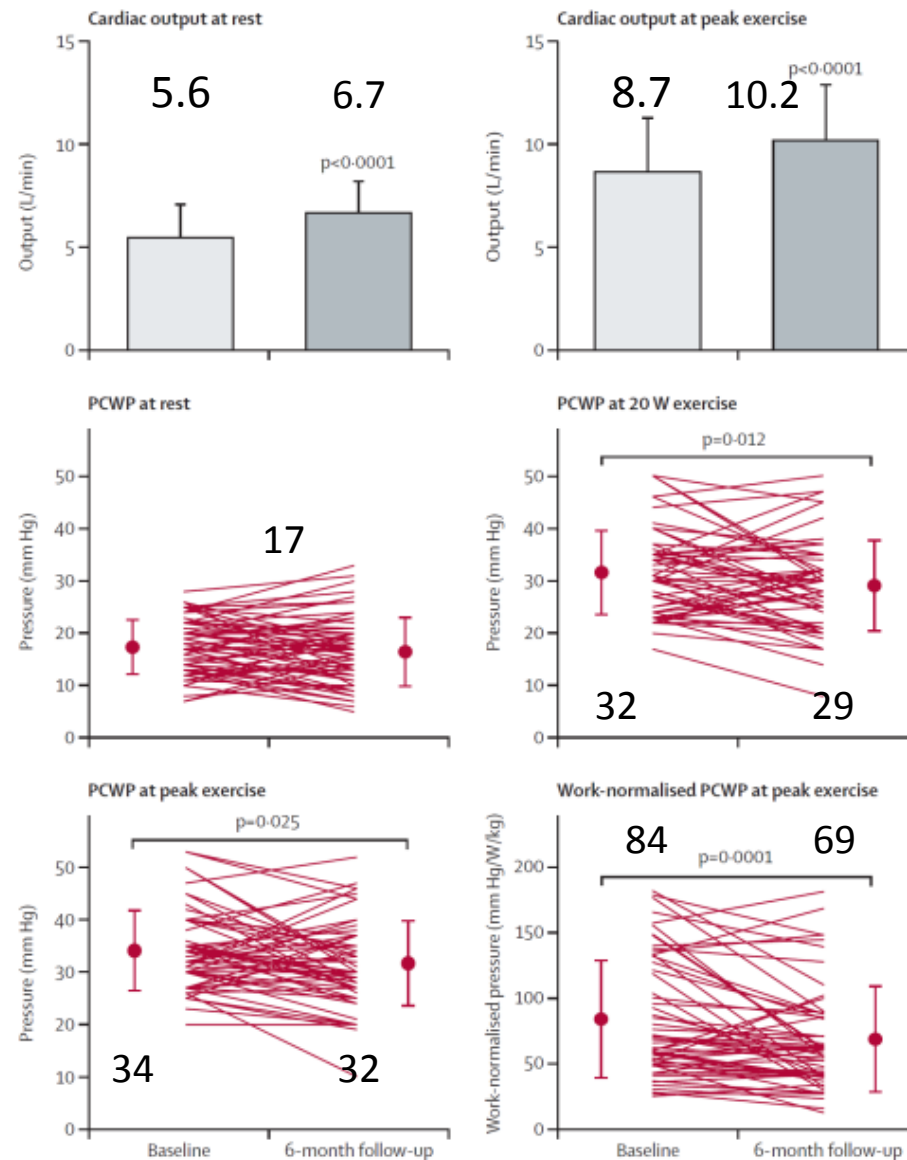 Cardiac output at rest
15
10
5
0
Output (L/min)
5.6
6.7
p<0·0001
Cardiac output at peak exercise
15
10
5
0
Output (L/min)
8.7
10.2
p<0·0001
PCWP at rest
50
40
30
20
10
0
Pressure (mm Hg)
17
PCWP at 20 W exercise
50
40
30
20
10
0
Pressure (mm Hg)
p=0·012
32
29
PCWP at peak exercise
50
40
30
20
10
0
Pressure (mm Hg)
p=0·025
34
32
Baseline
6-month follow-up
Work-normalised PCWP at peak exercise
200
150
100
50
0
Work-normalised pressure (mm Hg/W/kg)
84
69
p=0·0001
Baseline
6-month follow-up